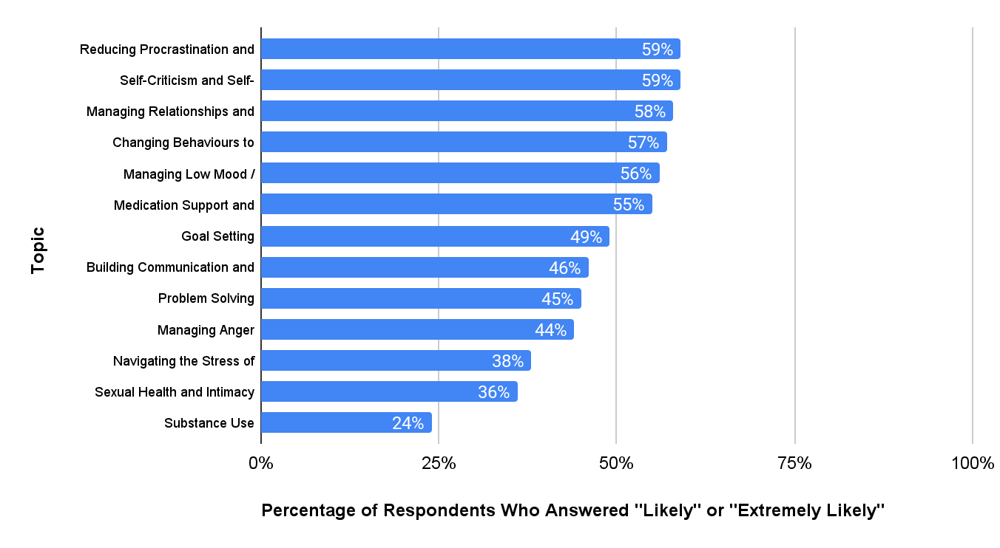 Reducing Procrastination and 59%
Self-Criticism and Self- 59%
Managing Relationships and 58%
Changing Behaviours to 57%
Managing Low Mood / 56%
Medication Support and 55%
Goal Setting 49%
Building Communication and 46%
Problem Solving 45%
Managing Anger 44%
Navigating the Stress of 38%
Sexual Health and Intimacy 36%
Substance Use 24%
Topic
0% 25% 50% 75% 100%
Percentage of Respondents Who Answered "Likely" or "Extremely Likely"